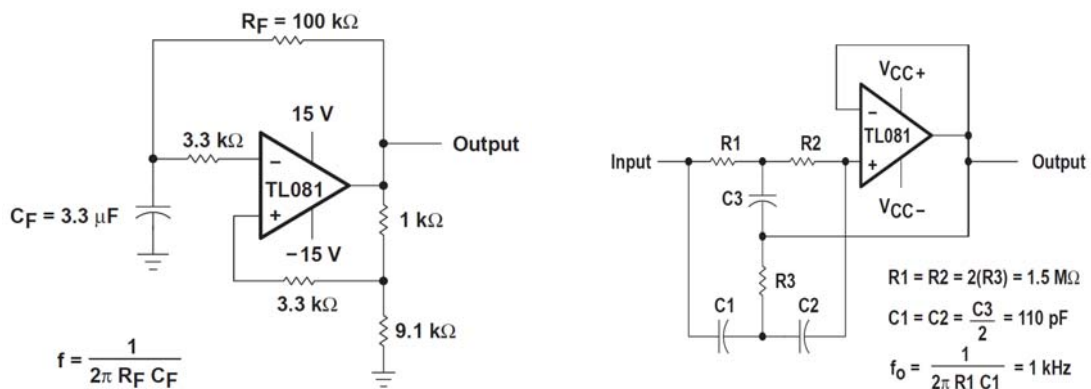 R_F = 100 kΩ
15 V
3.3 kΩ
−
TL081
+
Output
C_F = 3.3 μF
1 kΩ
−15 V
3.3 kΩ
9.1 kΩ
f = 1 / (2π R_F C_F)
V_CC+
−
TL081
+
Input
R1
R2
Output
C3
V_CC−
R3
C1
C2
R1 = R2 = 2(R3) = 1.5 MΩ
C1 = C2 = C3 / 2 = 110 pF
f_o = 1 / (2π R1 C1) = 1 kHz